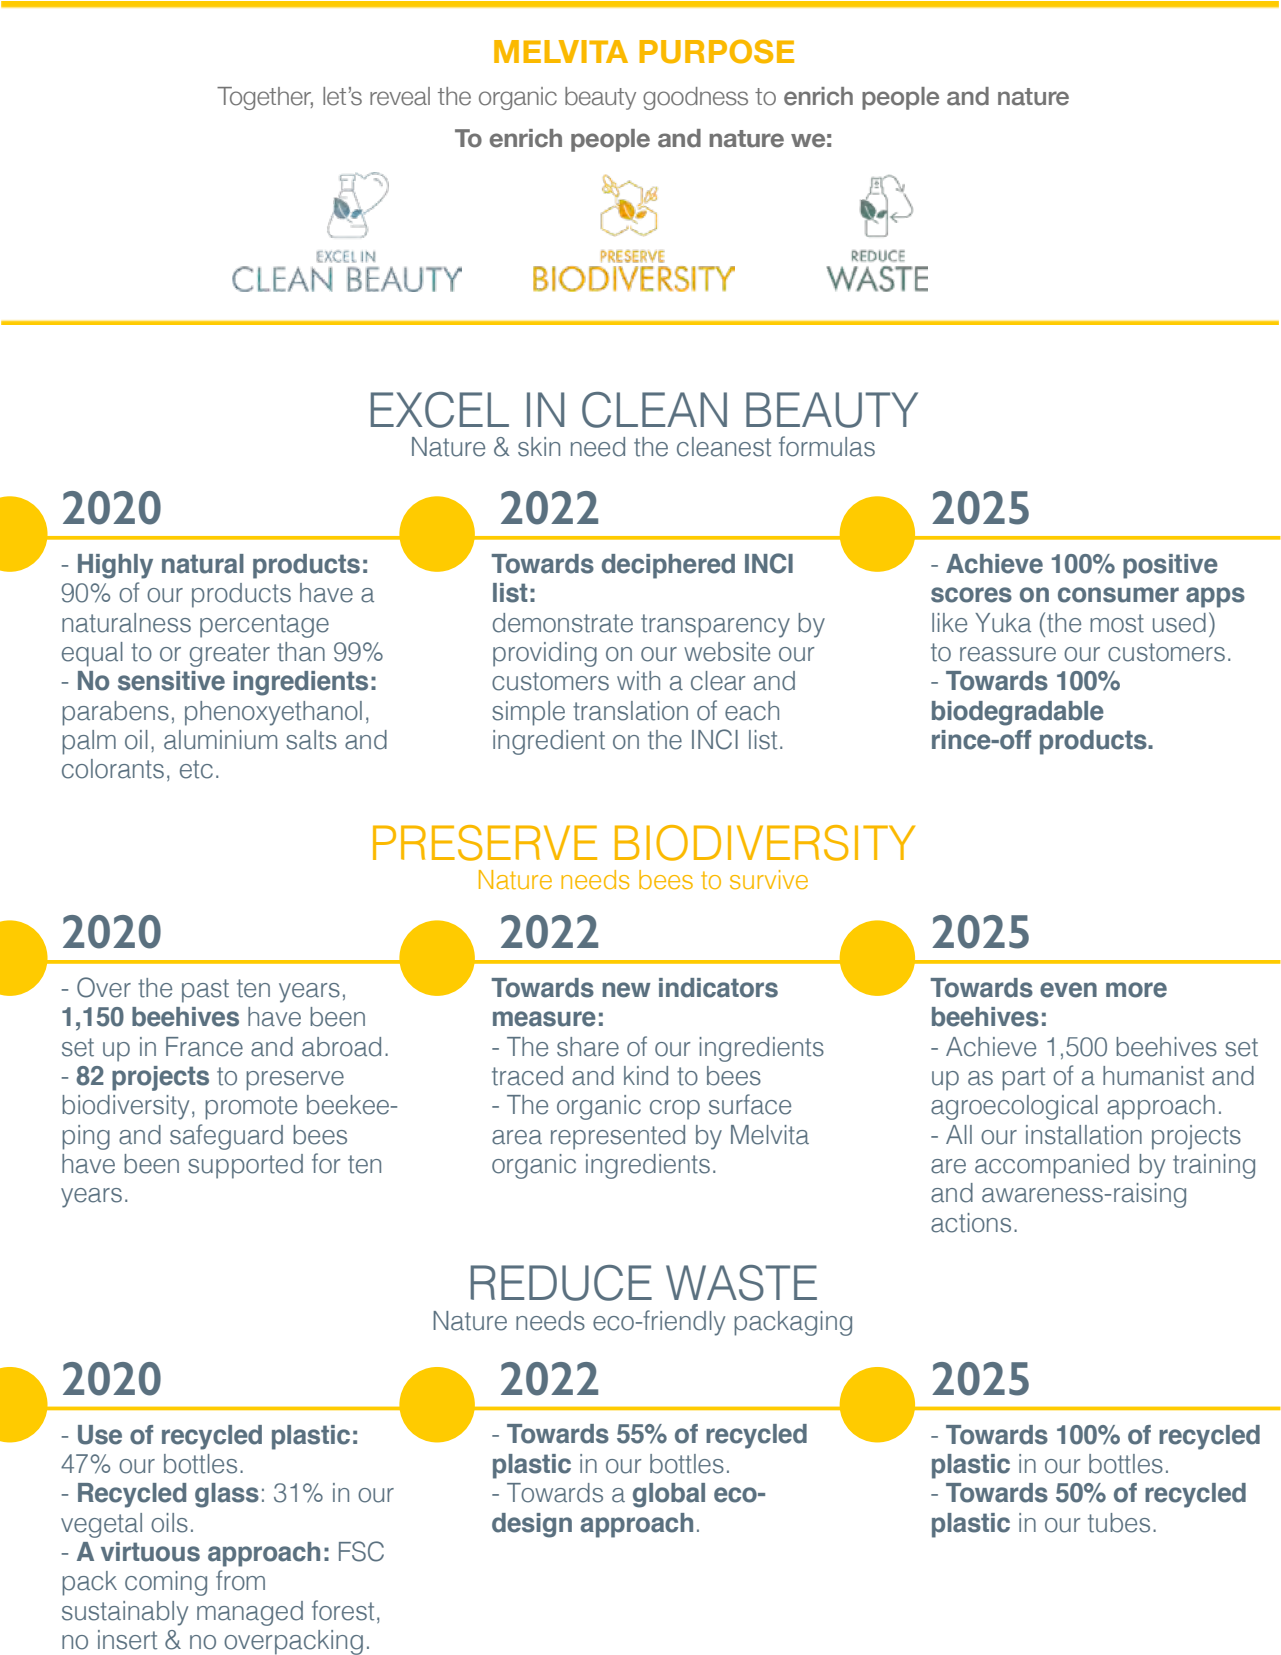 MELVITA PURPOSE
Together, let's reveal the organic beauty goodness to enrich people and nature
To enrich people and nature we:
EXCEL IN
CLEAN BEAUTY
PRESERVE
BIODIVERSITY
REDUCE
WASTE
EXCEL IN CLEAN BEAUTY
Nature & skin need the cleanest formulas
2020
- Highly natural products:
90% of our products have a
naturalness percentage
equal to or greater than 99%
- No sensitive ingredients:
parabens, phenoxyethanol,
palm oil, aluminium salts and
colorants, etc.
2022
Towards deciphered INCI
list:
demonstrate transparency by
providing on our website our
customers with a clear and
simple translation of each
ingredient on the INCI list.
2025
- Achieve 100% positive
scores on consumer apps
like Yuka (the most used)
to reassure our customers.
- Towards 100%
biodegradable
rince-off products.
PRESERVE BIODIVERSITY
Nature needs bees to survive
2020
- Over the past ten years,
1,150 beehives have been
set up in France and abroad.
- 82 projects to preserve
biodiversity, promote beekee-
ping and safeguard bees
have been supported for ten
years.
2022
Towards new indicators
measure:
- The share of our ingredients
traced and kind to bees
- The organic crop surface
area represented by Melvita
organic ingredients.
2025
Towards even more
beehives:
- Achieve 1,500 beehives set
up as part of a humanist and
agroecological approach.
- All our installation projects
are accompanied by training
and awareness-raising
actions.
REDUCE WASTE
Nature needs eco-friendly packaging
2020
- Use of recycled plastic:
47% our bottles.
- Recycled glass: 31% in our
vegetal oils.
- A virtuous approach: FSC
pack coming from
sustainably managed forest,
no insert & no overpacking.
2022
- Towards 55% of recycled
plastic in our bottles.
- Towards a global eco-
design approach.
2025
- Towards 100% of recycled
plastic in our bottles.
- Towards 50% of recycled
plastic in our tubes.